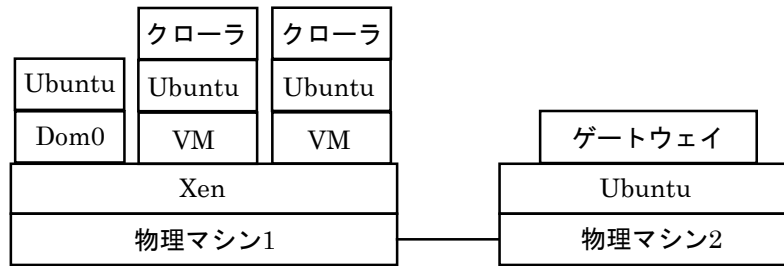 クローラ クローラ
Ubuntu Ubuntu Ubuntu
Dom0 VM VM ゲートウェイ
Xen Ubuntu
物理マシン1 物理マシン2